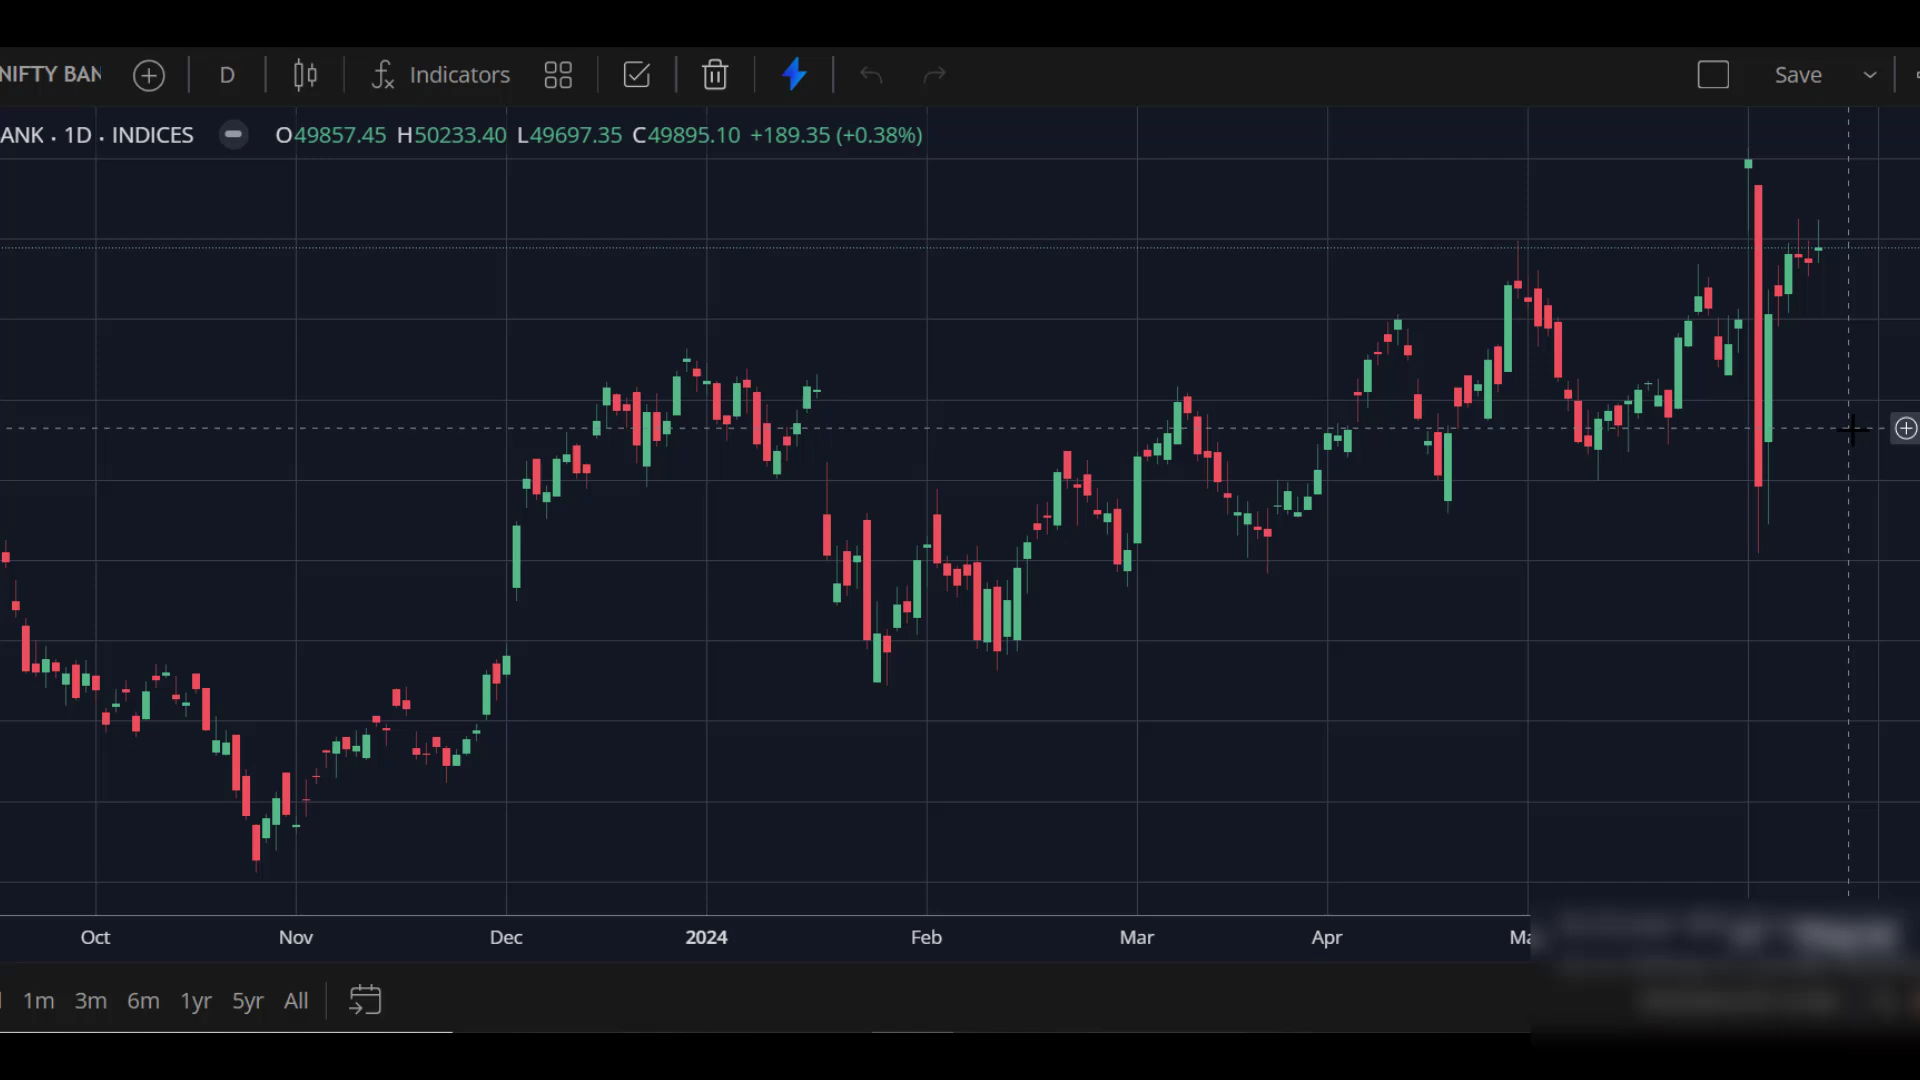 NIFTY BAN D Indicators Save
ANK · 1D · INDICES O49857.45 H50233.40 L49697.35 C49895.10 +189.35 (+0.38%)
Oct Nov Dec 2024 Feb Mar Apr Ma
1m 3m 6m 1yr 5yr All